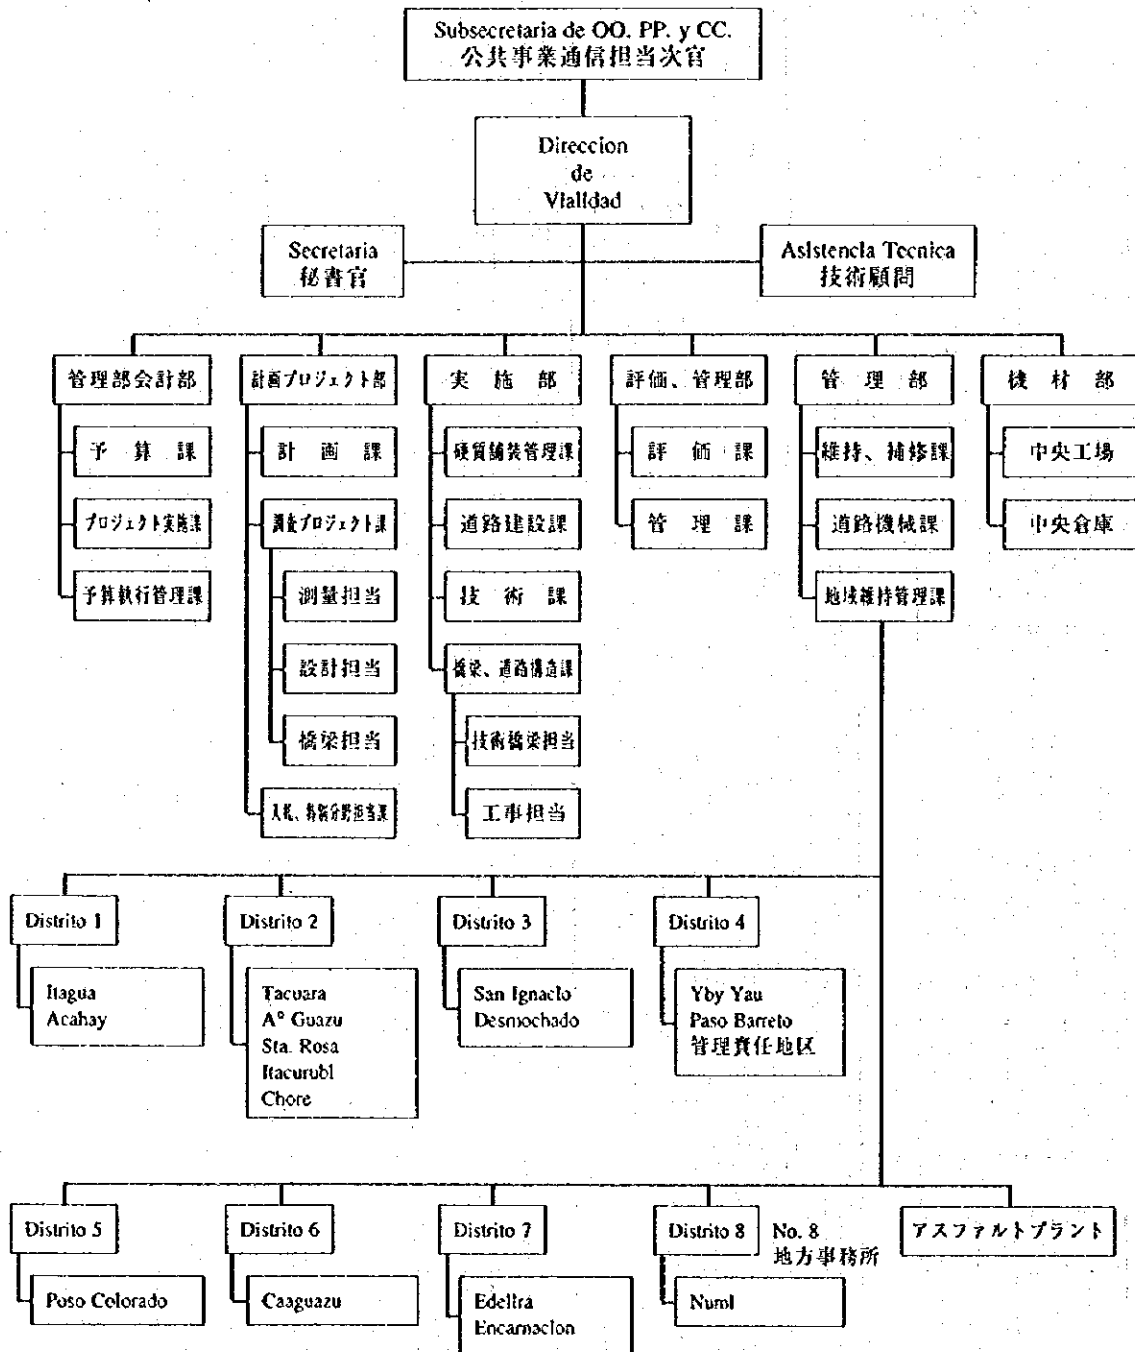 Subsecretaria de OO. PP. y CC.
公共事業通信担当次官
Direccion
de
Vialidad
Secretaria
秘書官
Asistencia Tecnica
技術顧問
管理部会計部
計画プロジェクト部
実施部
評価、管理部
管理部
機材部
予算課
計画課
硬質舗装管理課
評価課
維持、補修課
中央工場
プロジェクト実施課
調査プロジェクト課
道路建設課
管理課
道路機械課
中央倉庫
予算執行管理課
測量担当
技術課
地域維持管理課
設計担当
橋梁、道路構造課
橋梁担当
技術橋梁担当
入札、特別分野担当課
工事担当
Distrito 1
Distrito 2
Distrito 3
Distrito 4
Itagua
Acahay
Tacuara
Aº Guazu
Sta. Rosa
Itacurubi
Chore
San Ignacio
Desmochado
Yby Yau
Paso Barreto
管理責任地区
Distrito 5
Distrito 6
Distrito 7
Distrito 8
No. 8
地方事務所
アスファルトプラント
Poso Colorado
Caaguazu
Edelira
Encarnacion
Numi